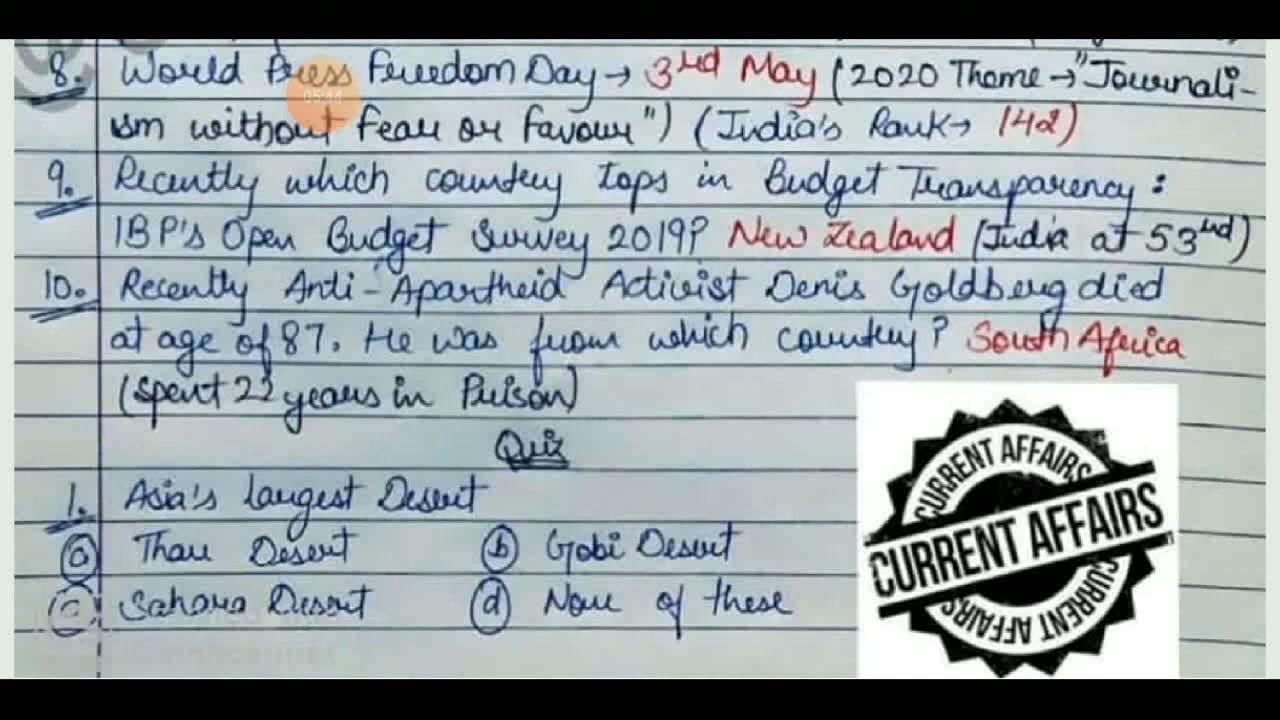 8. World Press Freedom Day → 3rd May (2020 Theme → "Journali-
05:44
ism without Fear or Favour") (India's Rank → 142)
9. Recently which country tops in Budget Transparency :
IBP's Open Budget Survey 2019? New Zealand (India at 53rd)
10. Recently Anti-Apartheid Activist Denis Goldberg died
at age of 87. He was from which country? South Africa
(spent 22 years in Prison)
Quiz
1. Asia's largest Desert
a Thar Desert b Gobi Desert
c Sahara Desert d None of these
CURRENT AFFAIRS
CURRENT AFFAIRS
CURRENT AFFAIRS